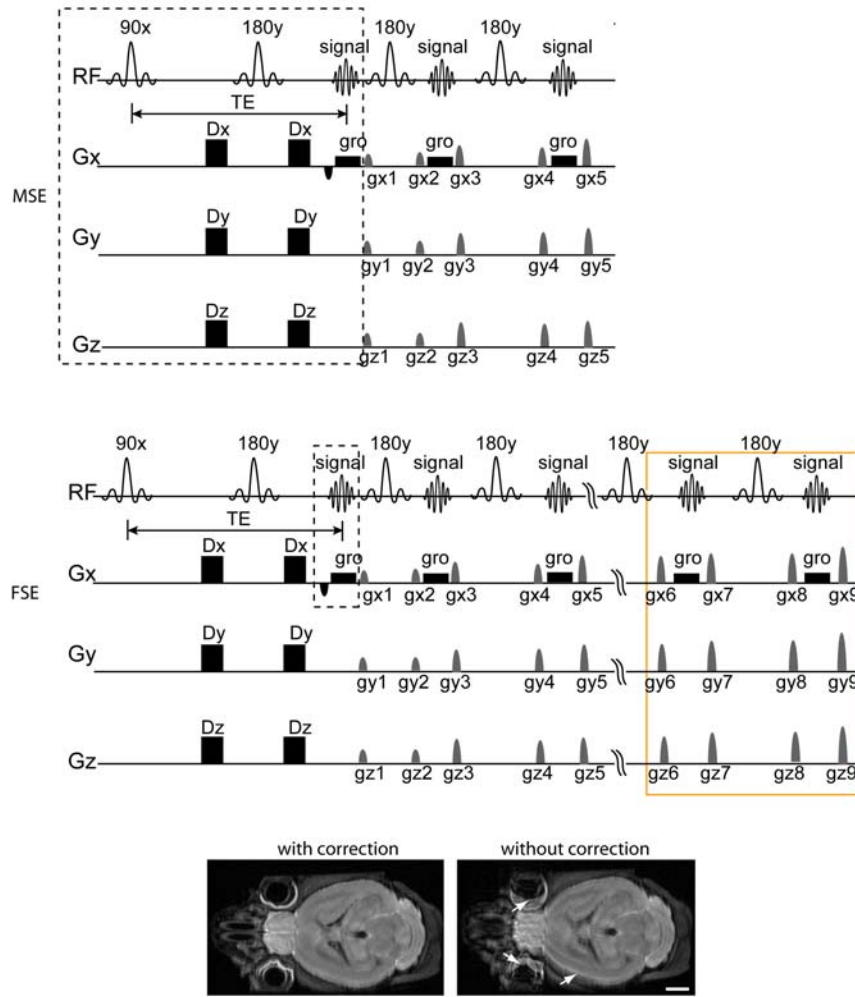 90x 180y 180y 180y
signal signal signal
RF
TE
Dx Dx gro gro gro
Gx
gx1 gx2 gx3 gx4 gx5
MSE
Dy Dy
Gy
gy1 gy2 gy3 gy4 gy5
Dz Dz
Gz
gz1 gz2 gz3 gz4 gz5
90x 180y 180y 180y 180y 180y
signal signal signal signal signal
RF
TE
Dx Dx gro gro gro gro gro
Gx
gx1 gx2 gx3 gx4 gx5 gx6 gx7 gx8 gx9
FSE
Dy Dy
Gy
gy1 gy2 gy3 gy4 gy5 gy6 gy7 gy8 gy9
Dz Dz
Gz
gz1 gz2 gz3 gz4 gz5 gz6 gz7 gz8 gz9
with correction without correction